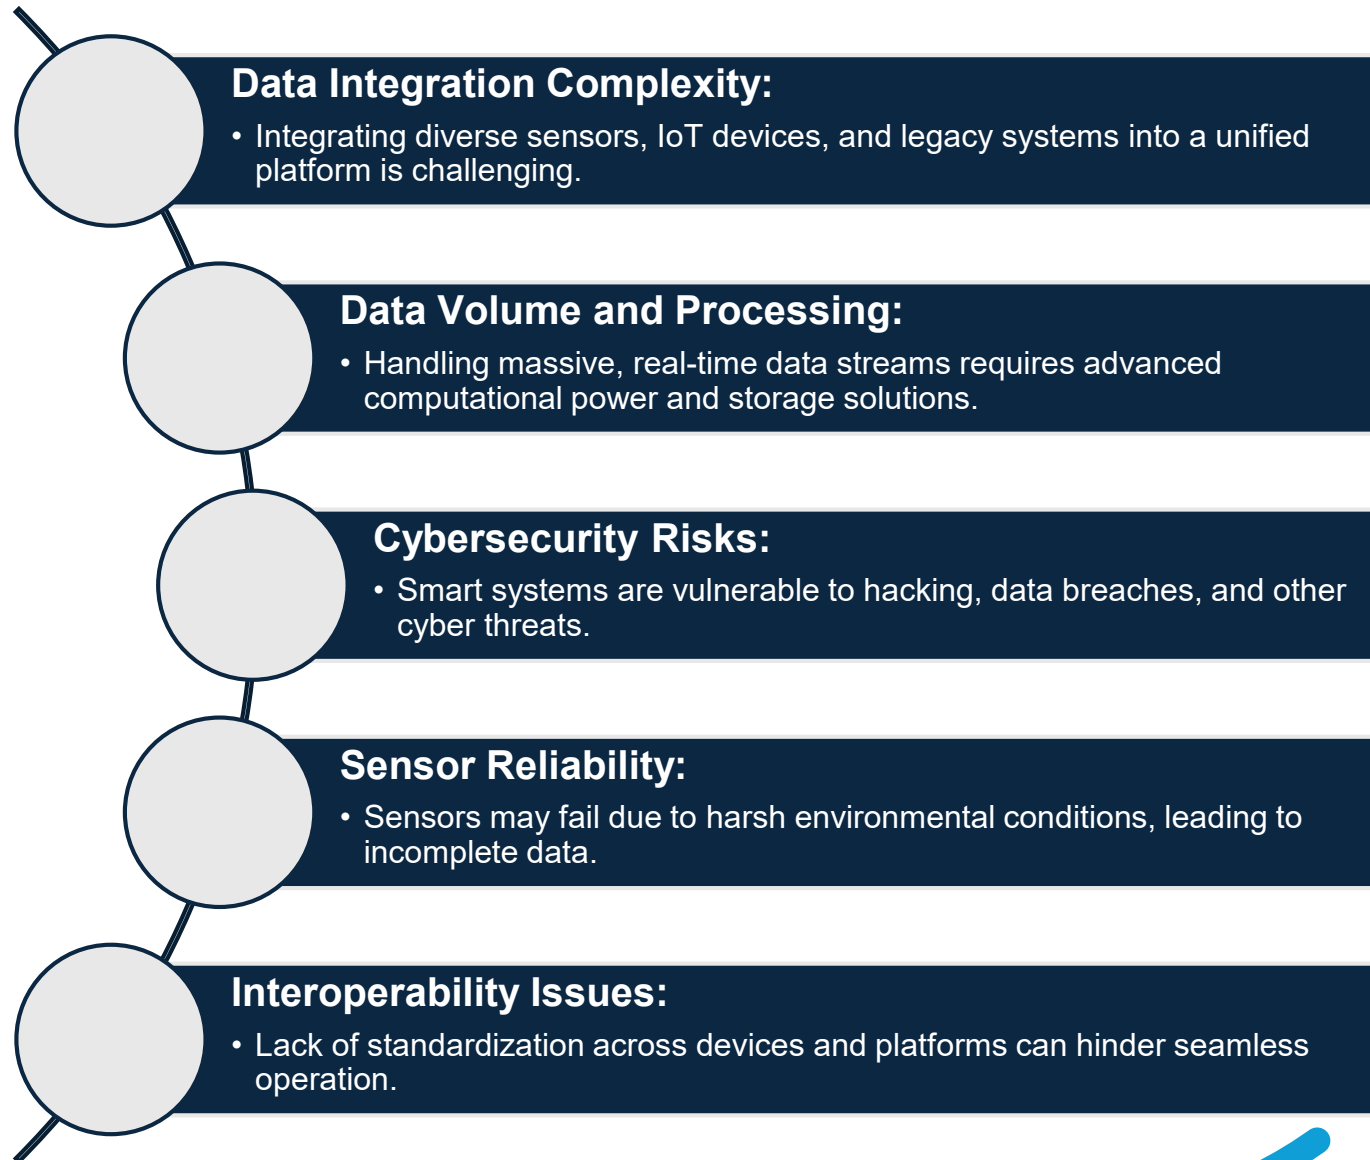 Data Integration Complexity:
• Integrating diverse sensors, IoT devices, and legacy systems into a unified
platform is challenging.
Data Volume and Processing:
• Handling massive, real-time data streams requires advanced
computational power and storage solutions.
Cybersecurity Risks:
• Smart systems are vulnerable to hacking, data breaches, and other
cyber threats.
Sensor Reliability:
• Sensors may fail due to harsh environmental conditions, leading to
incomplete data.
Interoperability Issues:
• Lack of standardization across devices and platforms can hinder seamless
operation.